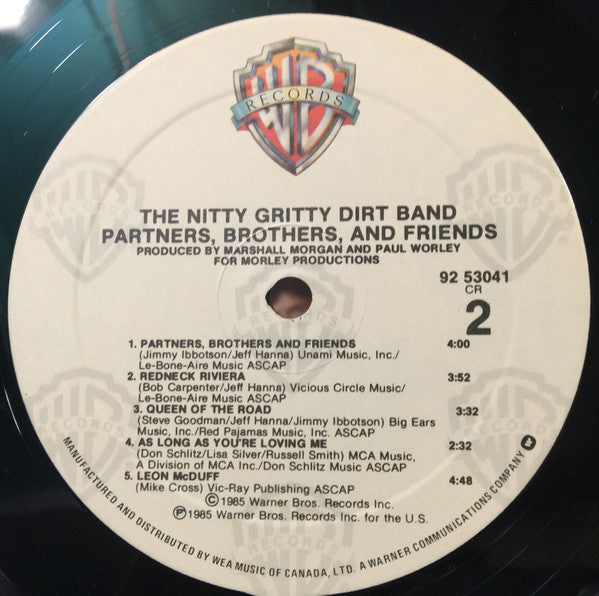 WB
RECORDS
THE NITTY GRITTY DIRT BAND
PARTNERS, BROTHERS, AND FRIENDS
PRODUCED BY MARSHALL MORGAN AND PAUL WORLEY
FOR MORLEY PRODUCTIONS
92 53041
CR
2
1. PARTNERS, BROTHERS AND FRIENDS 4:00
(Jimmy Ibbotson/Jeff Hanna) Unami Music, Inc./
Le-Bone-Aire Music ASCAP
2. REDNECK RIVIERA 3:52
(Bob Carpenter/Jeff Hanna) Vicious Circle Music/
Le-Bone-Aire Music ASCAP
3. QUEEN OF THE ROAD 3:32
(Steve Goodman/Jeff Hanna/Jimmy Ibbotson) Big Ears
Music, Inc./Red Pajamas Music, Inc. ASCAP
4. AS LONG AS YOU'RE LOVING ME 2:32
(Don Schlitz/Lisa Silver/Russell Smith) MCA Music,
A Division of MCA Inc./Don Schlitz Music ASCAP
5. LEON McDUFF 4:48
(Mike Cross) Vic-Ray Publishing ASCAP
©1985 Warner Bros. Records Inc.
℗1985 Warner Bros. Records Inc. for the U.S.
MANUFACTURED AND DISTRIBUTED BY WEA MUSIC OF CANADA, LTD. A WARNER COMMUNICATIONS COMPANY